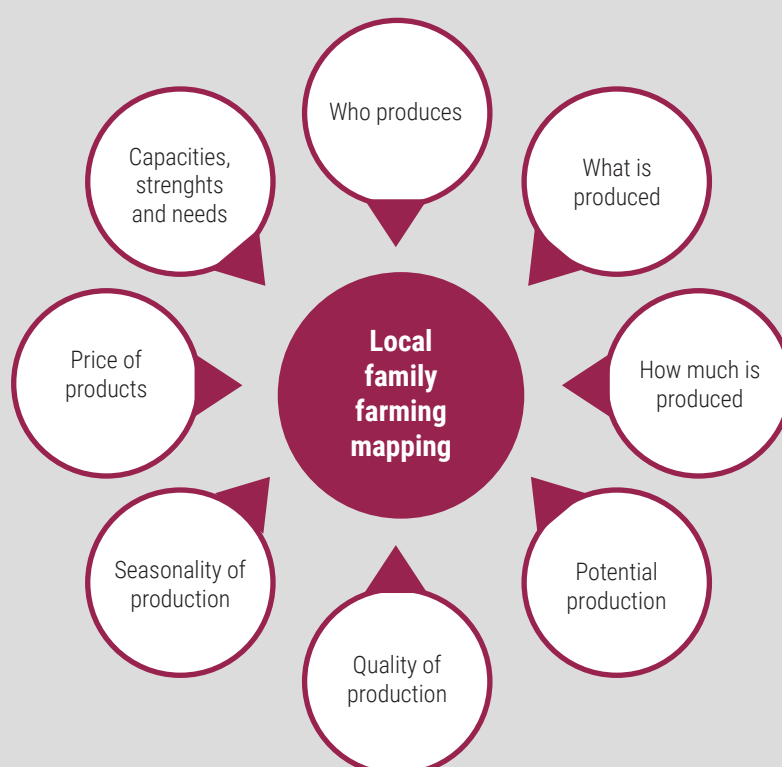 Who produces
What is
produced
How much is
produced
Potential
production
Quality of
production
Seasonality of
production
Price of
products
Capacities,
strenghts
and needs
Local
family
farming
mapping